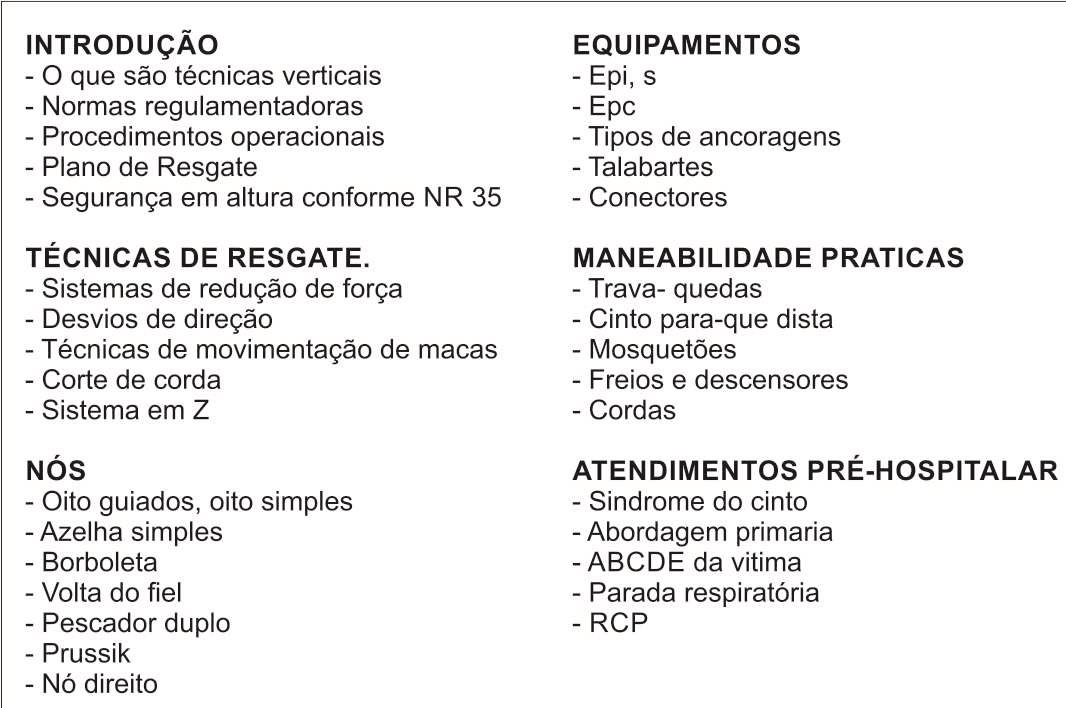 INTRODUÇÃO
- O que são técnicas verticais
- Normas regulamentadoras
- Procedimentos operacionais
- Plano de Resgate
- Segurança em altura conforme NR 35
TÉCNICAS DE RESGATE.
- Sistemas de redução de força
- Desvios de direção
- Técnicas de movimentação de macas
- Corte de corda
- Sistema em Z
NÓS
- Oito guiados, oito simples
- Azelha simples
- Borboleta
- Volta do fiel
- Pescador duplo
- Prussik
- Nó direito
EQUIPAMENTOS
- Epi, s
- Epc
- Tipos de ancoragens
- Talabartes
- Conectores
MANEABILIDADE PRATICAS
- Trava- quedas
- Cinto para-que dista
- Mosquetões
- Freios e descensores
- Cordas
ATENDIMENTOS PRÉ-HOSPITALAR
- Sindrome do cinto
- Abordagem primaria
- ABCDE da vitima
- Parada respiratória
- RCP